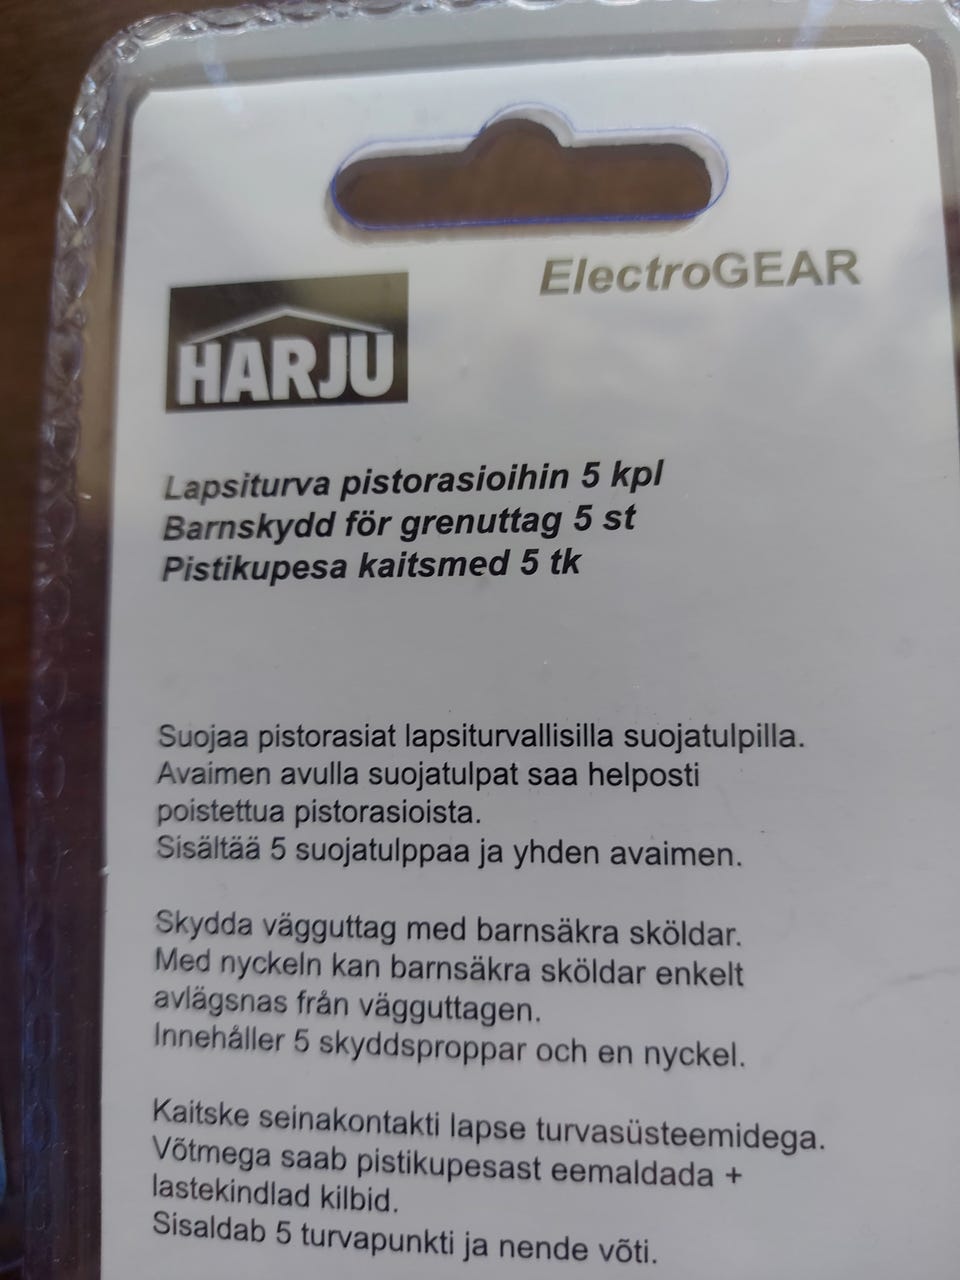 ElectroGEAR
HARJU
Lapsiturva pistorasioihin 5 kpl
Barnskydd för grenuttag 5 st
Pistikupesa kaitsmed 5 tk
Suojaa pistorasiat lapsiturvallisilla suojatulpilla.
Avaimen avulla suojatulpat saa helposti
poistettua pistorasioista.
Sisältää 5 suojatulppaa ja yhden avaimen.
Skydda vägguttag med barnsäkra sköldar.
Med nyckeln kan barnsäkra sköldar enkelt
avlägsnas från vägguttagen.
Innehåller 5 skyddsproppar och en nyckel.
Kaitske seinakontakti lapse turvasüsteemidega.
Võtmega saab pistikupesast eemaldada +
lastekindlad kilbid.
Sisaldab 5 turvapunkti ja nende võti.